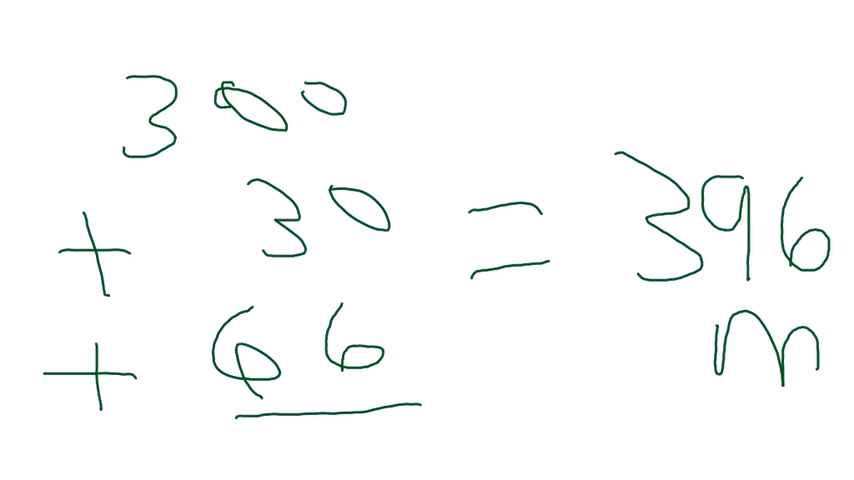 300
+ 30 = 396
+ 66 m